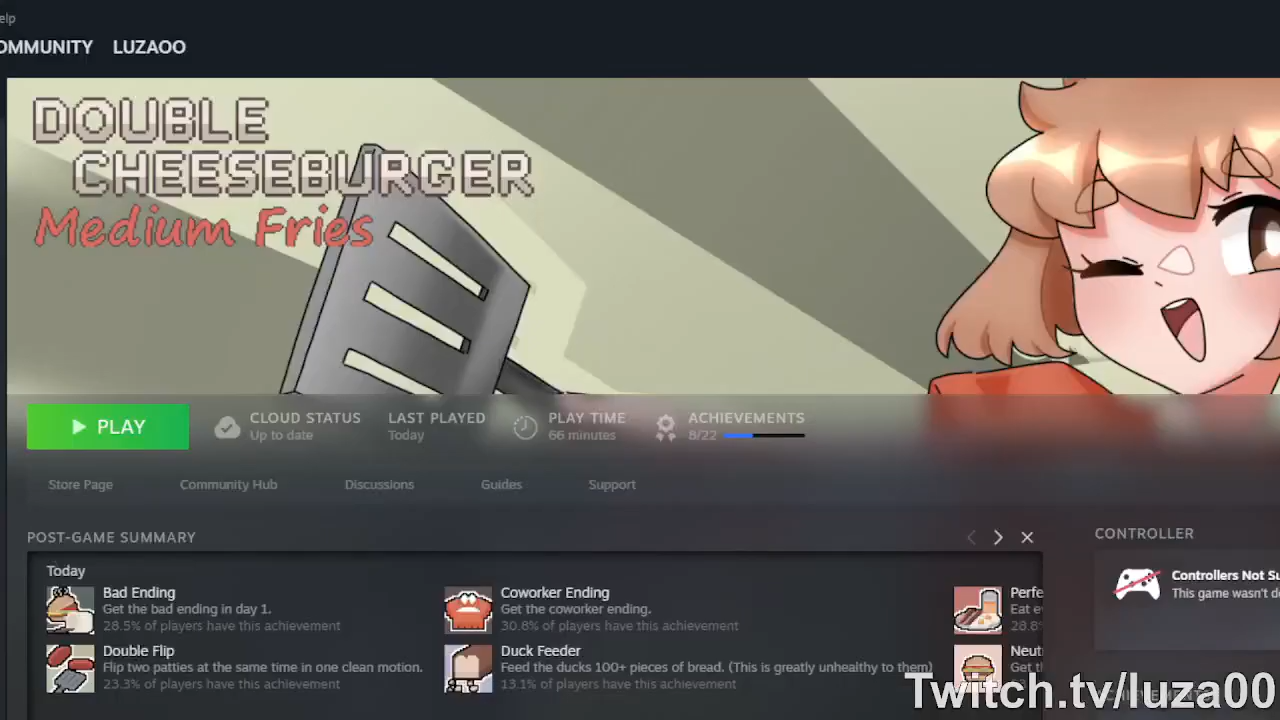 elp
OMMUNITY LUZAOO
DOUBLE
CHEESEBURGER
Medium Fries
PLAY
CLOUD STATUS
Up to date
LAST PLAYED
Today
PLAY TIME
66 minutes
ACHIEVEMENTS
8/22
Store Page Community Hub Discussions Guides Support
POST-GAME SUMMARY
Today
Bad Ending
Get the bad ending in day 1.
28.5% of players have this achievement
Double Flip
Flip two patties at the same time in one clean motion.
23.3% of players have this achievement
Coworker Ending
Get the coworker ending.
30.8% of players have this achievement
Duck Feeder
Feed the ducks 100+ pieces of bread. (This is greatly unhealthy to them)
13.1% of players have this achievement
Perfe
Eat e
28.8%
Neut
Get t
CONTROLLER
Controllers Not Su
This game wasn't d
Twitch.tv/luza00